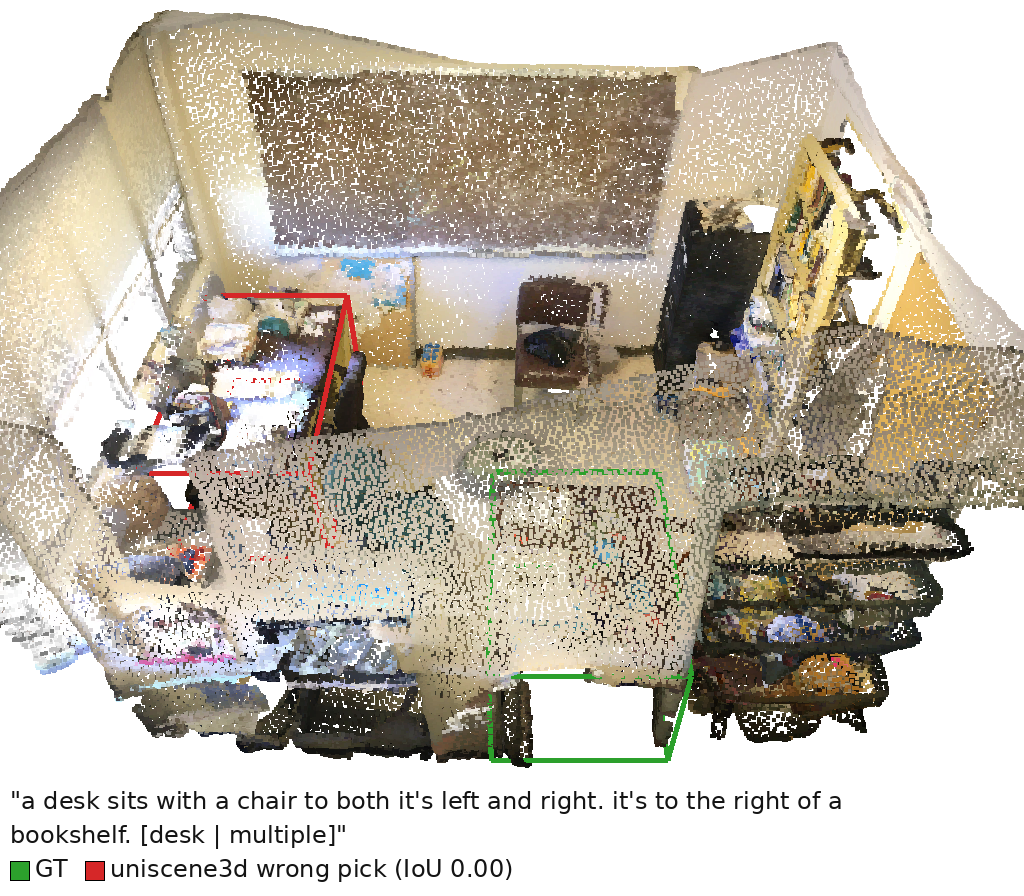 "a desk sits with a chair to both it's left and right. it's to the right of a
bookshelf. [desk | multiple]"
GT uniscene3d wrong pick (IoU 0.00)